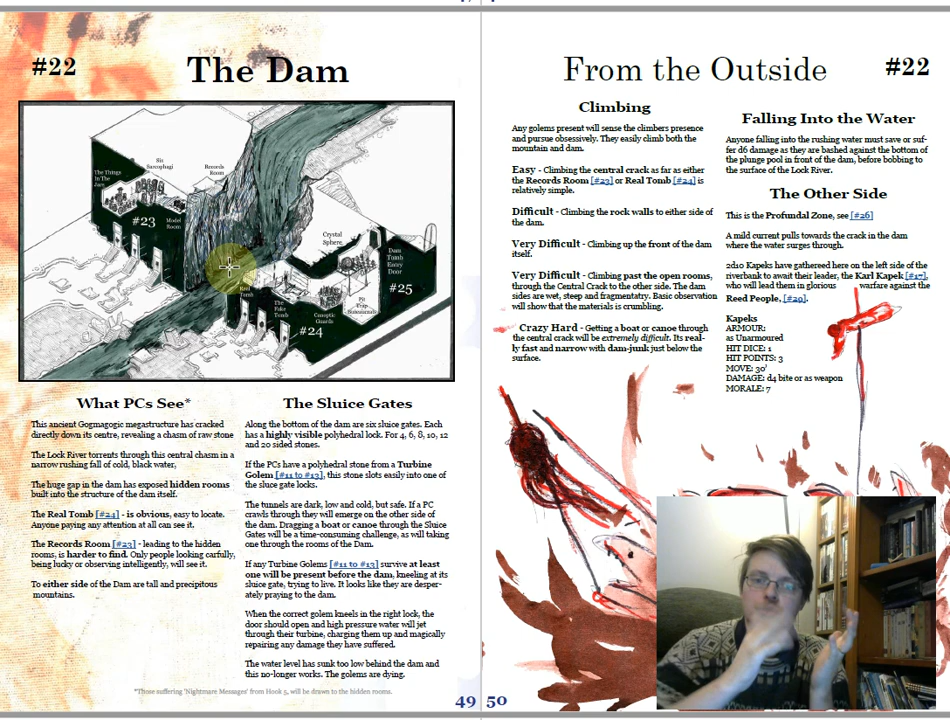 #22
The Dam
The Things
In The
Jars
Six
Sarcophagi
Records
Room
#23
Model
Room
Crystal
Sphere
Dam
Tomb
Entry
Door
#25
Real
Tomb
The
Fake
Tomb
Canoptic
Guards
Pit
Trap
#24
What PCs See*
This ancient Gogmagogic megastructure has cracked
directly down its centre, revealing a chasm of raw stone
The Lock River torrents through this central chasm in a
narrow rushing fall of cold, black water,
The huge gap in the dam has exposed hidden rooms
built into the structure of the dam itself.
The Real Tomb [#24] - is obvious, easy to locate.
Anyone paying any attention at all can see it.
The Records Room [#23] - leading to the hidden
rooms, is harder to find. Only people looking carfully,
being lucky or observing intelligently, will see it.
To either side of the Dam are tall and precipitous
mountains.
The Sluice Gates
Along the bottom of the dam are six sluice gates. Each
has a highly visible polyhedral lock. For 4, 6, 8, 10, 12
and 20 sided stones.
If the PCs have a polyhedral stone from a Turbine
Golem [#11 to #13], this stone slots easily into one of
the sluce gate locks.
The tunnels are dark, low and cold, but safe. If a PC
crawls through they will emerge on the other side of
the dam. Dragging a boat or canoe through the Sluice
Gates will be a time-consuming challenge, as will taking
one through the rooms of the Dam.
If any Turbine Golems [#11 to #13] survive at least
one will be present before the dam, kneeling at its
sluice gate, trying to live. It looks like they are desper-
ately praying to the dam.
When the correct golem kneels in the right lock, the
door should open and high pressure water will jet
through their turbine, charging them up and magically
repairing any damage they have suffered.
The water level has sunk too low behind the dam and
this no-longer works. The golems are dying.
*Those suffering 'Nightmare Messages' from Hook 5, will be drawn to the hidden rooms.
49
From the Outside
#22
Climbing
Any golems present will sense the climbers presence
and pursue obsessively. They easily climb both the
mountain and dam.
Easy - Climbing the central crack as far as either
the Records Room [#23] or Real Tomb [#24] is
relatively simple.
Difficult - Climbing the rock walls to either side of
the dam.
Very Difficult - Climbing up the front of the dam
itself.
Very Difficult - Climbing past the open rooms,
through the Central Crack to the other side. The dam
sides are wet, steep and fragmentatry. Basic observation
will show that the materials is crumbling.
Crazy Hard - Getting a boat or canoe through
the central crack will be extremely difficult. Its real-
ly fast and narrow with dam-junk just below the
surface.
Falling Into the Water
Anyone falling into the rushing water must save or suf-
fer d6 damage as they are bashed against the bottom of
the plunge pool in front of the dam, before bobbing to
the surface of the Lock River.
The Other Side
This is the Profundal Zone, see [#26]
A mild current pulls towards the crack in the dam
where the water surges through.
2d10 Kapeks have gathereed here on the left side of the
riverbank to await their leader, the Karl Kapek [#17],
who will lead them in glorious warfare against the
Reed People, [#29].
Kapeks
ARMOUR:
as Unarmoured
HIT DICE: 1
HIT POINTS: 3
MOVE: 30'
DAMAGE: d4 bite or as weapon
MORALE: 7
50